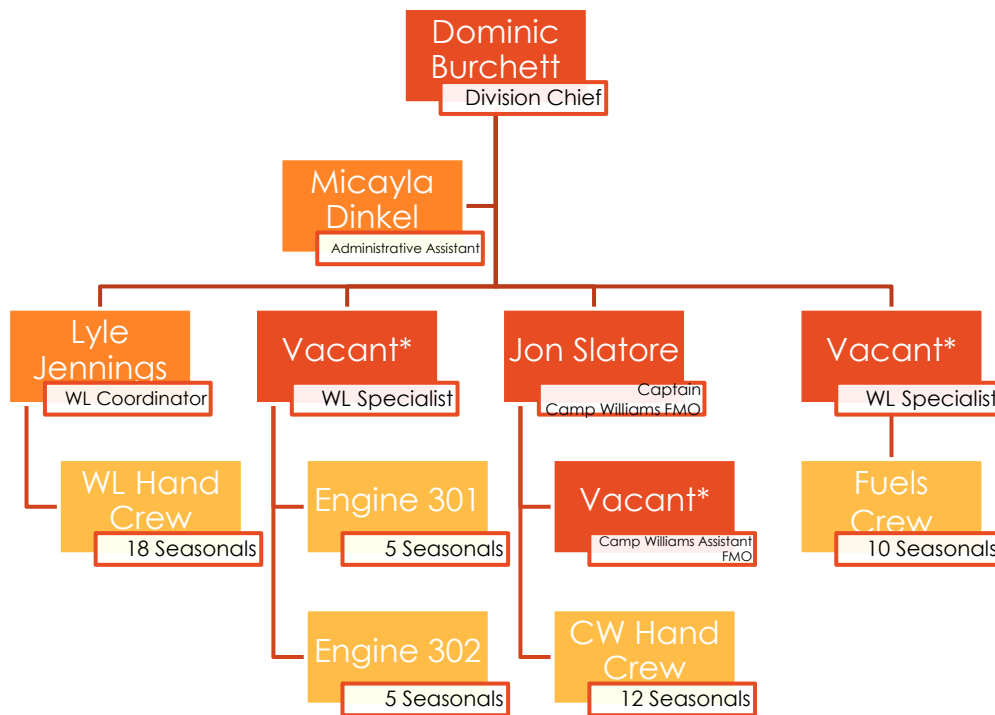 Dominic
Burchett
Division Chief
Micayla
Dinkel
Administrative Assistant
Lyle
Jennings
WL Coordinator
Vacant*
WL Specialist
Jon Slatore
Captain
Camp Williams FMO
Vacant*
WL Specialist
WL Hand
Crew
18 Seasonals
Engine 301
5 Seasonals
Vacant*
Camp Williams Assistant
FMO
Fuels
Crew
10 Seasonals
Engine 302
5 Seasonals
CW Hand
Crew
12 Seasonals